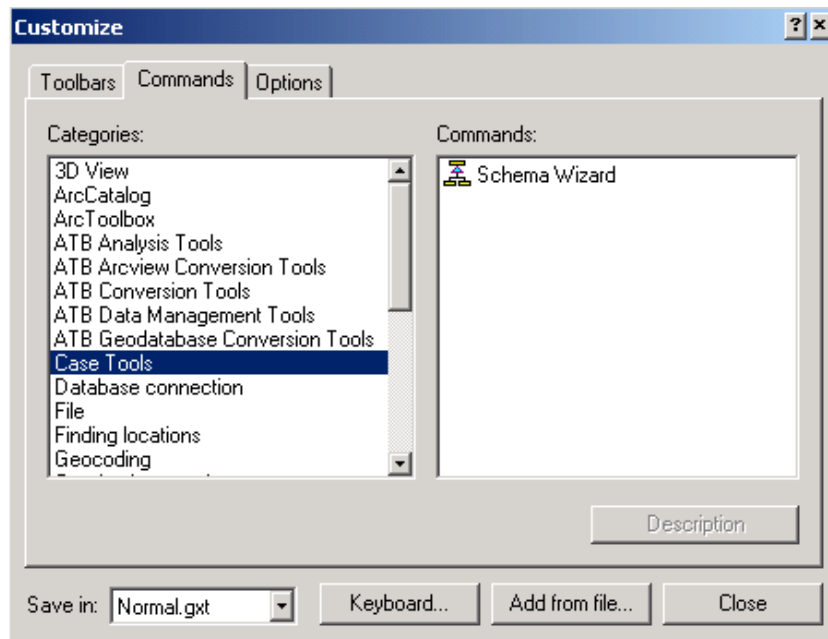 Customize
Toolbars Commands Options
Categories: Commands:
3D View
ArcCatalog
ArcToolbox
ATB Analysis Tools
ATB Arcview Conversion Tools
ATB Conversion Tools
ATB Data Management Tools
ATB Geodatabase Conversion Tools
Case Tools
Database connection
File
Finding locations
Geocoding
Schema Wizard
Description
Save in: Normal.gxt Keyboard... Add from file... Close